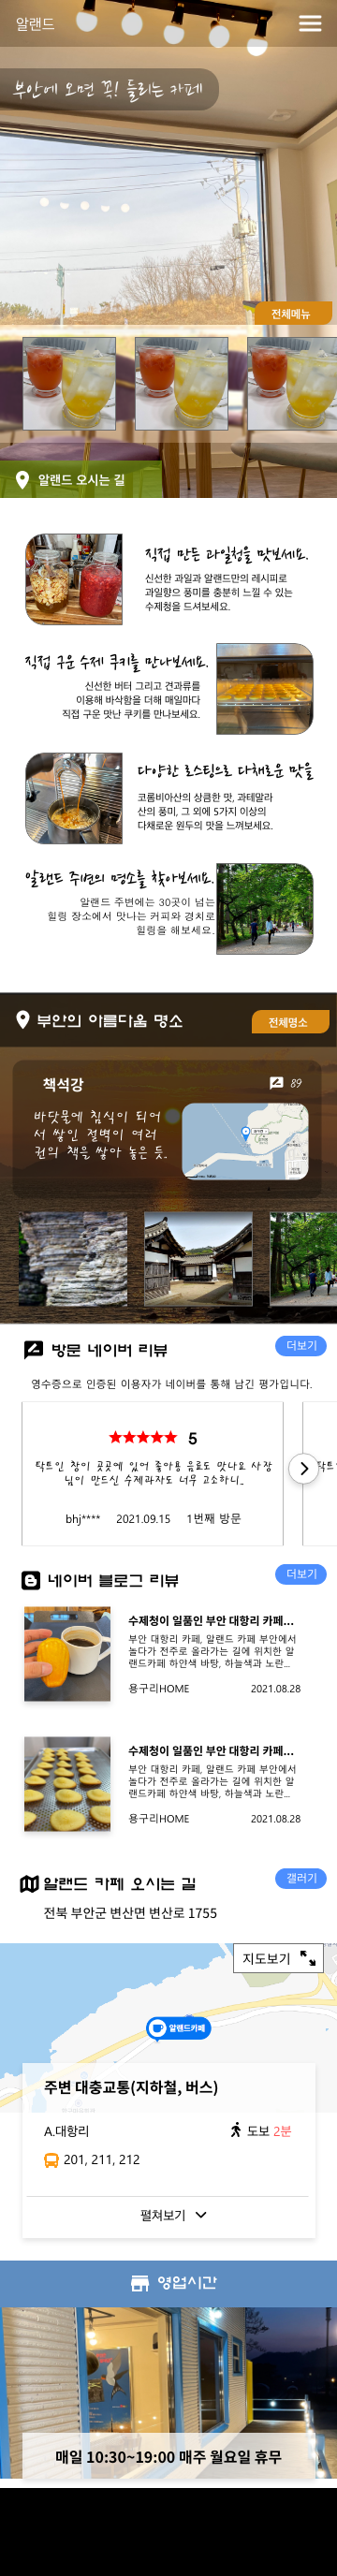 알랜드
부안에 오면 꼭! 들리는 카페
전체메뉴
알랜드 오시는 길
직접 만든 과일청을 맛보세요.
신선한 과일과 알랜드만의 레시피로
과일향으 풍미를 충분히 느낄 수 있는
수제청을 드셔보세요.
직접 구운 수제 쿠키를 만나보세요.
신선한 버터 그리고 견과류를
이용해 바삭함을 더해 매일마다
직접 구운 맛난 쿠키를 만나보세요.
다양한 로스팅으로 다채로운 맛을
코롬비아산의 상큼한 맛, 과테말라
산의 풍미, 그 외에 5가지 이상의
다채로운 원두의 맛을 느껴보세요.
알랜드 주변의 명소를 찾아보세요.
알랜드 주변에는 30곳이 넘는
힐링 장소에서 맛나는 커피와 경치로
힐링을 해보세요.
부안의 아름다움 명소
전체명소
책석강
89
바닷물에 침식이 되어
서 쌓인 절벽이 여러
권의 책을 쌓아 놓은 듯.
방문 네이버 리뷰
더보기
영수증으로 인증된 이용자가 네이버를 통해 남긴 평가입니다.
5
탁트인 창이 곳곳에 있어 좋아용 음료도 맛나요 사장
님이 만드신 수제과자도 너무 고소하니..
bhj**** 2021.09.15 1번째 방문
네이버 블로그 리뷰
더보기
수제청이 일품인 부안 대항리 카페...
부안 대항리 카페, 알랜드 카페 부안에서
놀다가 전주로 올라가는 길에 위치한 알
랜드카페 하얀색 바탕, 하늘색과 노란...
용구리HOME 2021.08.28
수제청이 일품인 부안 대항리 카페...
부안 대항리 카페, 알랜드 카페 부안에서
놀다가 전주로 올라가는 길에 위치한 알
랜드카페 하얀색 바탕, 하늘색과 노란...
용구리HOME 2021.08.28
알랜드 카페 오시는 길
갤러기
전북 부안군 변산면 변산로 1755
지도보기
알랜드카페
주변 대충교통(지하철, 버스)
A.대항리 도보 2분
201, 211, 212
펼쳐보기
영업시간
매일 10:30~19:00 매주 월요일 휴무